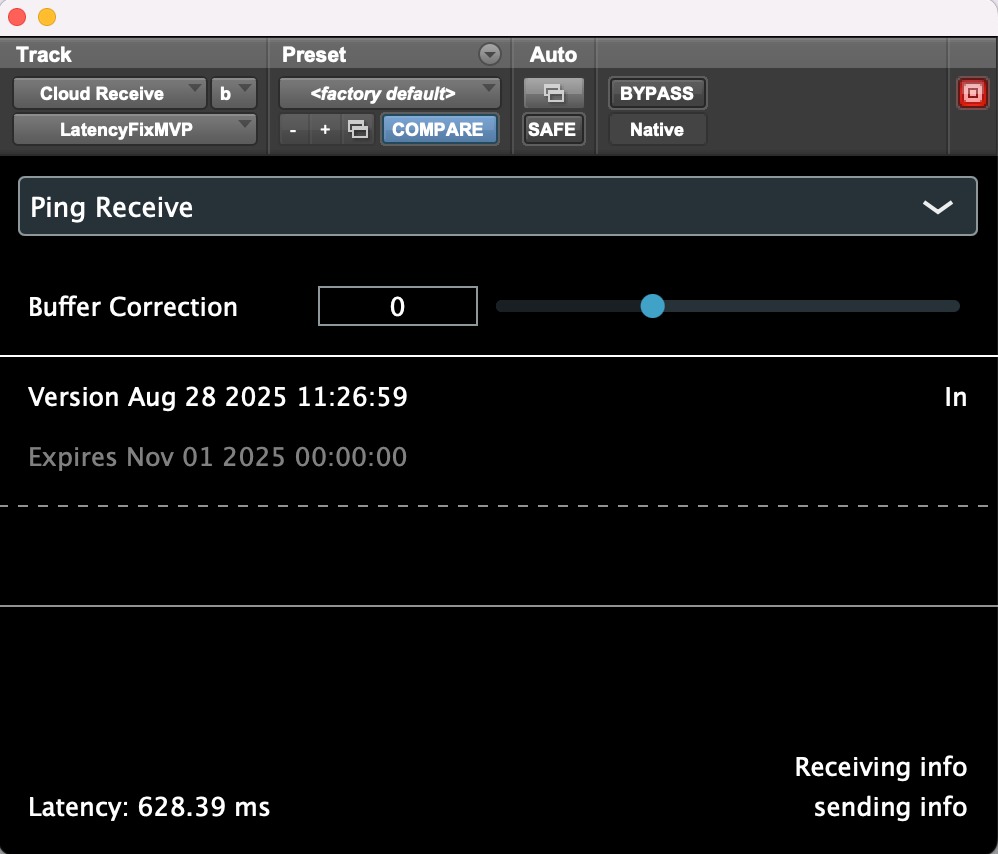 Track Preset Auto
Cloud Receive b <factory default> BYPASS
LatencyFixMVP - + COMPARE SAFE Native
Ping Receive
Buffer Correction 0
Version Aug 28 2025 11:26:59 In
Expires Nov 01 2025 00:00:00
Receiving info
Latency: 628.39 ms sending info